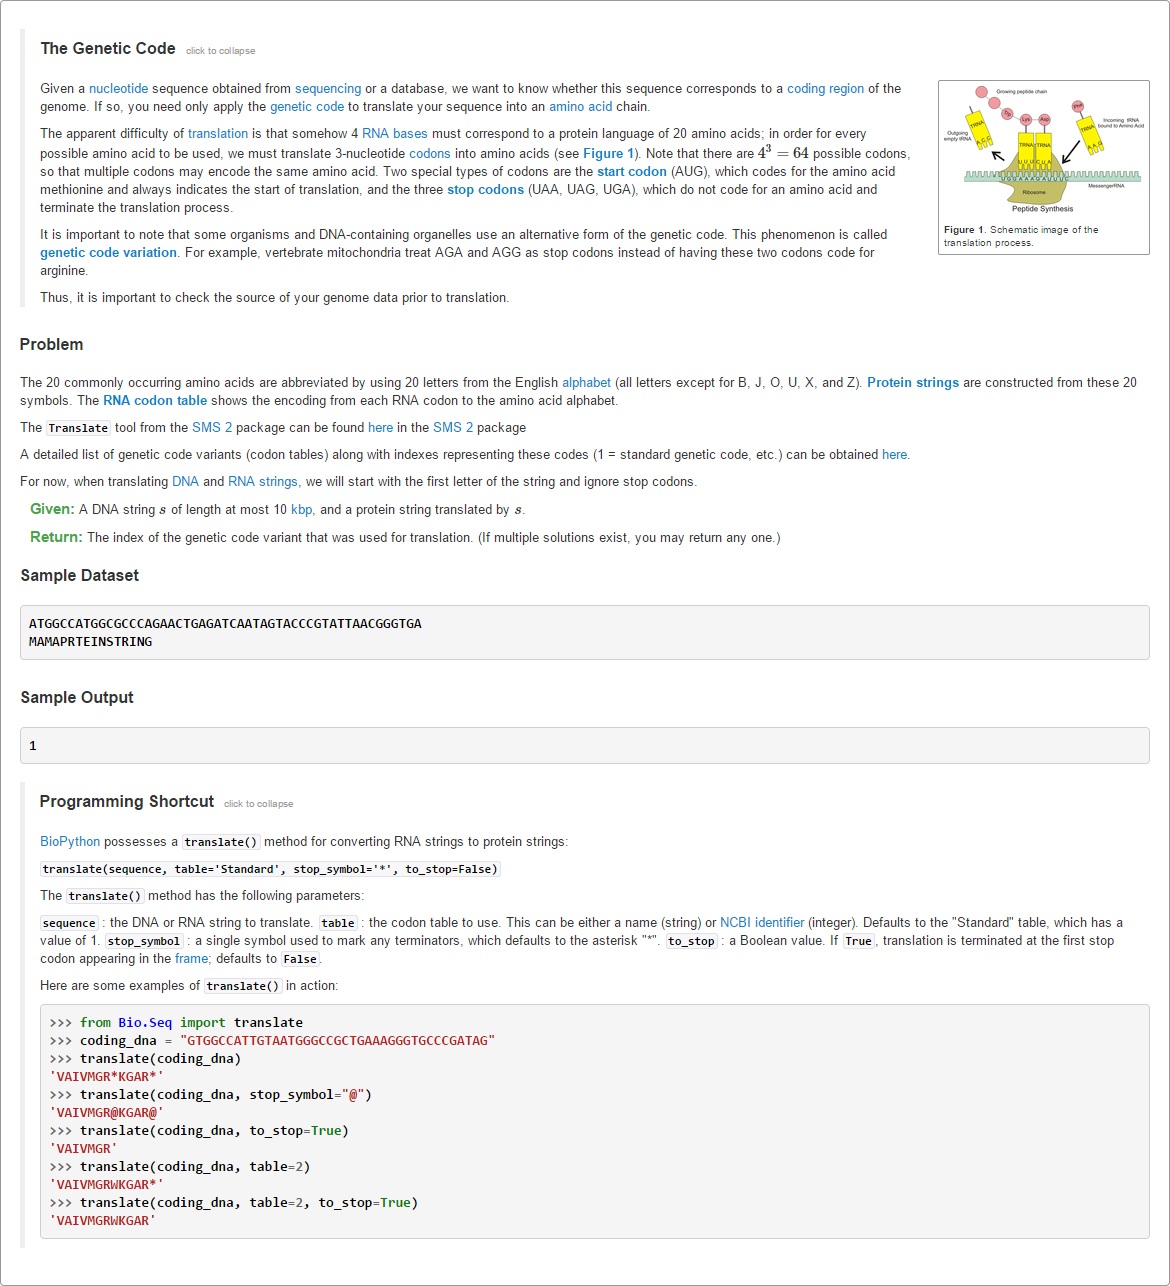 The Genetic Code click to collapse
Given a nucleotide sequence obtained from sequencing or a database, we want to know whether this sequence corresponds to a coding region of the
genome. If so, you need only apply the genetic code to translate your sequence into an amino acid chain.
The apparent difficulty of translation is that somehow 4 RNA bases must correspond to a protein language of 20 amino acids; in order for every
possible amino acid to be used, we must translate 3-nucleotide codons into amino acids (see Figure 1). Note that there are 4³ = 64 possible codons,
so that multiple codons may encode the same amino acid. Two special types of codons are the start codon (AUG), which codes for the amino acid
methionine and always indicates the start of translation, and the three stop codons (UAA, UAG, UGA), which do not code for an amino acid and
terminate the translation process.
It is important to note that some organisms and DNA-containing organelles use an alternative form of the genetic code. This phenomenon is called
genetic code variation. For example, vertebrate mitochondria treat AGA and AGG as stop codons instead of having these two codons code for
arginine.
Thus, it is important to check the source of your genome data prior to translation.
Growing peptide chain
Trp
Lys
Asp
Phe
Outgoing
empty tRNA
Incoming tRNA
bound to Amino Acid
TRNA
TRNA
TRNA
TRNA
A C C
A A G
U U U C U A
U G G A A A G A U U U C
Ribosome
MessengerRNA
Peptide Synthesis
Figure 1. Schematic image of the
translation process.
Problem
The 20 commonly occurring amino acids are abbreviated by using 20 letters from the English alphabet (all letters except for B, J, O, U, X, and Z). Protein strings are constructed from these 20
symbols. The RNA codon table shows the encoding from each RNA codon to the amino acid alphabet.
The Translate tool from the SMS 2 package can be found here in the SMS 2 package
A detailed list of genetic code variants (codon tables) along with indexes representing these codes (1 = standard genetic code, etc.) can be obtained here.
For now, when translating DNA and RNA strings, we will start with the first letter of the string and ignore stop codons.
Given: A DNA string s of length at most 10 kbp, and a protein string translated by s.
Return: The index of the genetic code variant that was used for translation. (If multiple solutions exist, you may return any one.)
Sample Dataset
ATGGCCATGGCGCCCAGAACTGAGATCAATAGTACCCGTATTAACGGGTGA
MAMAPRTEINSTRING
Sample Output
1
Programming Shortcut click to collapse
BioPython possesses a translate() method for converting RNA strings to protein strings:
translate(sequence, table='Standard', stop_symbol='*', to_stop=False)
The translate() method has the following parameters:
sequence : the DNA or RNA string to translate. table : the codon table to use. This can be either a name (string) or NCBI identifier (integer). Defaults to the "Standard" table, which has a
value of 1. stop_symbol : a single symbol used to mark any terminators, which defaults to the asterisk "*". to_stop : a Boolean value. If True, translation is terminated at the first stop
codon appearing in the frame; defaults to False.
Here are some examples of translate() in action:
>>> from Bio.Seq import translate
>>> coding_dna = "GTGGCCATTGTAATGGGCCGCTGAAAGGGTGCCCGATAG"
>>> translate(coding_dna)
'VAIVMGR*KGAR*'
>>> translate(coding_dna, stop_symbol="@")
'VAIVMGR@KGAR@'
>>> translate(coding_dna, to_stop=True)
'VAIVMGR'
>>> translate(coding_dna, table=2)
'VAIVMGRWKGAR*'
>>> translate(coding_dna, table=2, to_stop=True)
'VAIVMGRWKGAR'